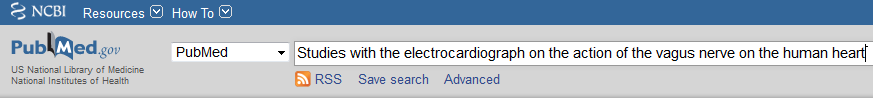 NCBI Resources How To
PubMed.gov
US National Library of Medicine
National Institutes of Health
PubMed
Studies with the electrocardiograph on the action of the vagus nerve on the human heart
RSS Save search Advanced